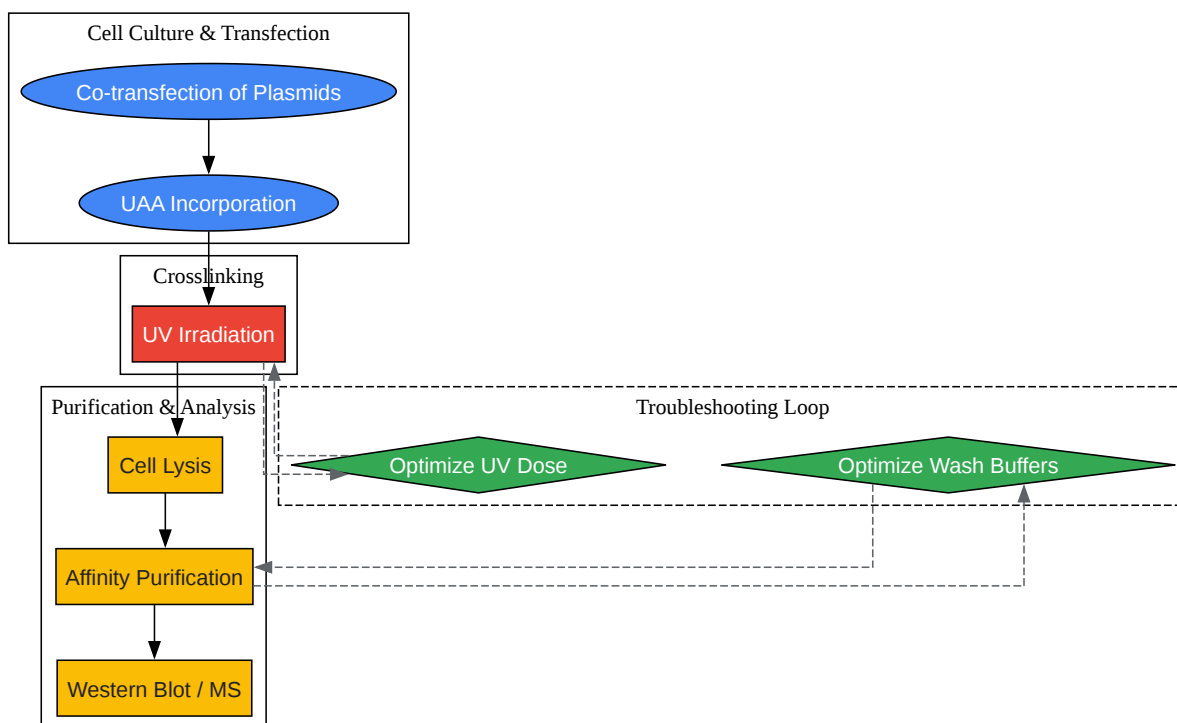 Cell Culture & Transfection
Co-transfection of Plasmids
UAA Incorporation
Crosslinking
UV Irradiation
Purification & Analysis
Troubleshooting Loop
Cell Lysis
Optimize UV Dose
Optimize Wash Buffers
Affinity Purification
Western Blot / MS